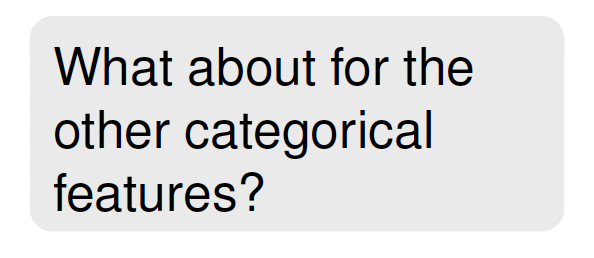 What about for the
other categorical
features?